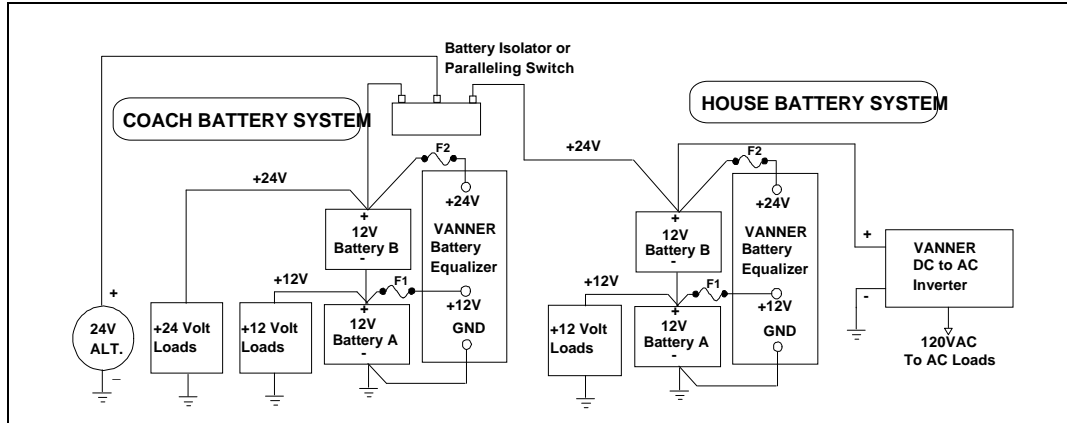 Battery Isolator or
Paralleling Switch
COACH BATTERY SYSTEM
HOUSE BATTERY SYSTEM
F2
+24V
+24V
VANNER
Battery
Equalizer
+
12V
Battery B
-
+12V
F1
+12V
+
12V
Battery A
-
GND
+
24V
ALT.
-
+24 Volt
Loads
+12 Volt
Loads
+24V
F2
+24V
VANNER
Battery
Equalizer
+
12V
Battery B
-
+12V
F1
+12V
+
12V
Battery A
-
GND
+12 Volt
Loads
+
-
VANNER
DC to AC
Inverter
120VAC
To AC Loads